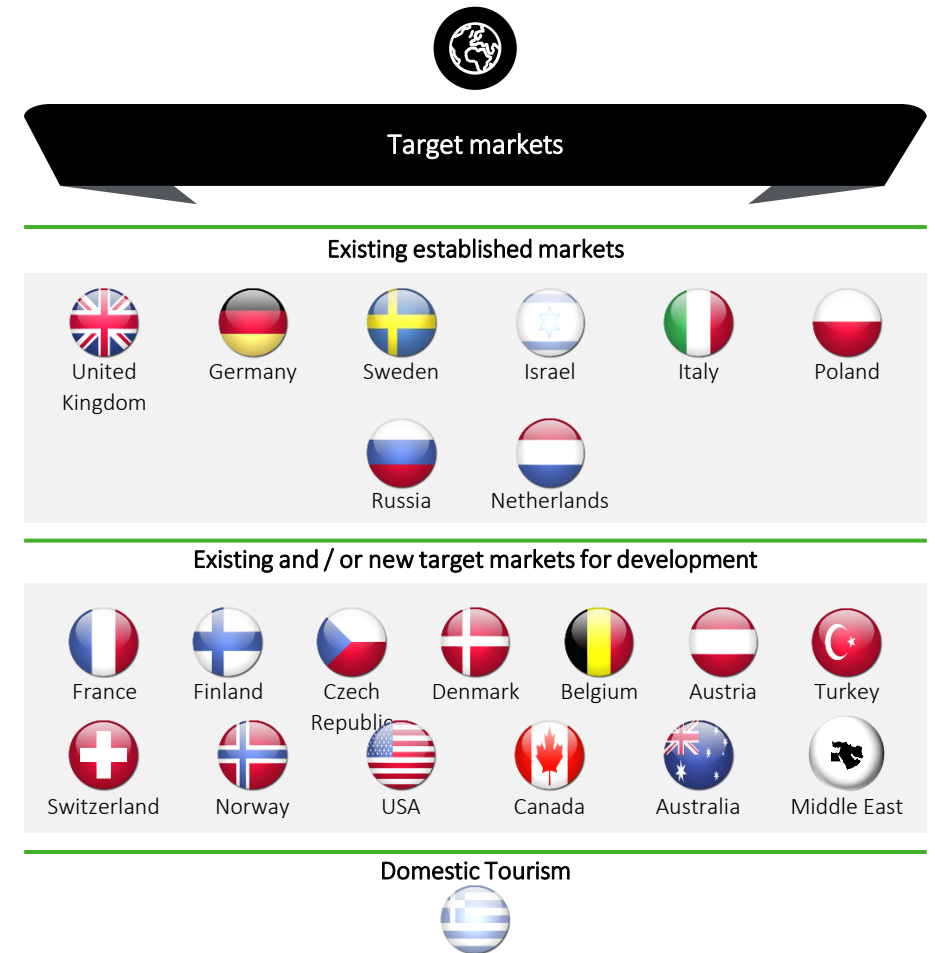 Target markets
Existing established markets
United Kingdom
Germany
Sweden
Israel
Italy
Poland
Russia
Netherlands
Existing and / or new target markets for development
France
Finland
Czech Republic
Denmark
Belgium
Austria
Turkey
Switzerland
Norway
USA
Canada
Australia
Middle East
Domestic Tourism